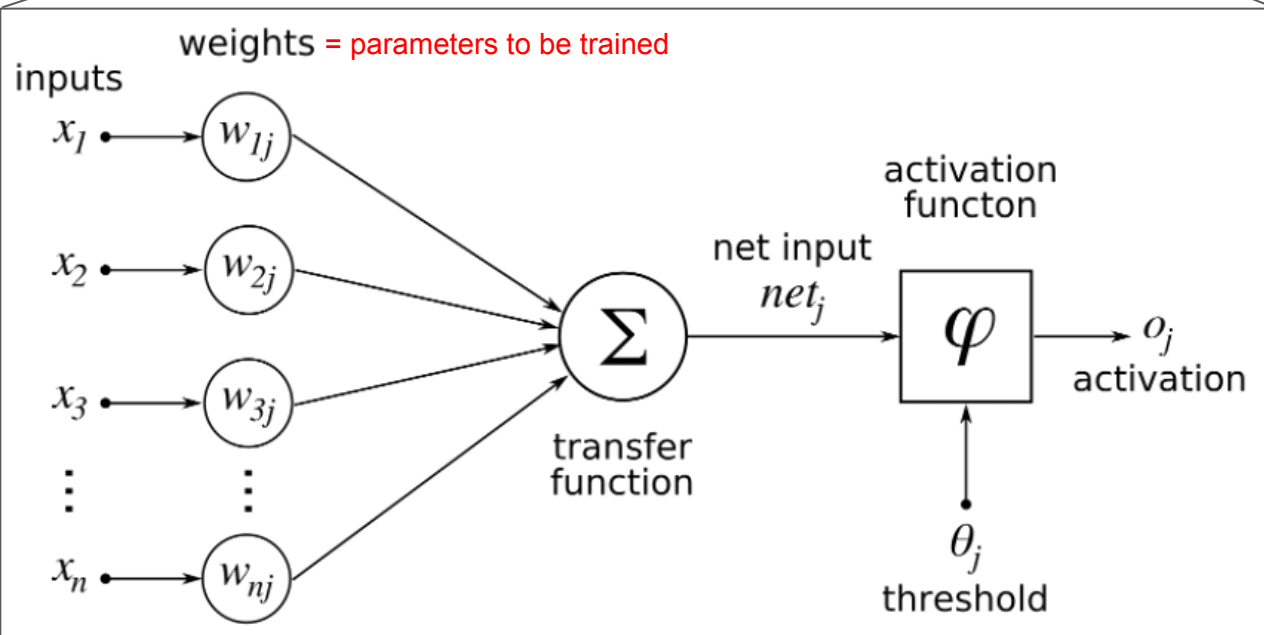 weights = parameters to be trained
inputs
x1
w1j
x2
w2j
x3
w3j
⋮ ⋮
xn
wnj
Σ
transfer
function
net input
netj
activation
functon
φ
oj
activation
θj
threshold